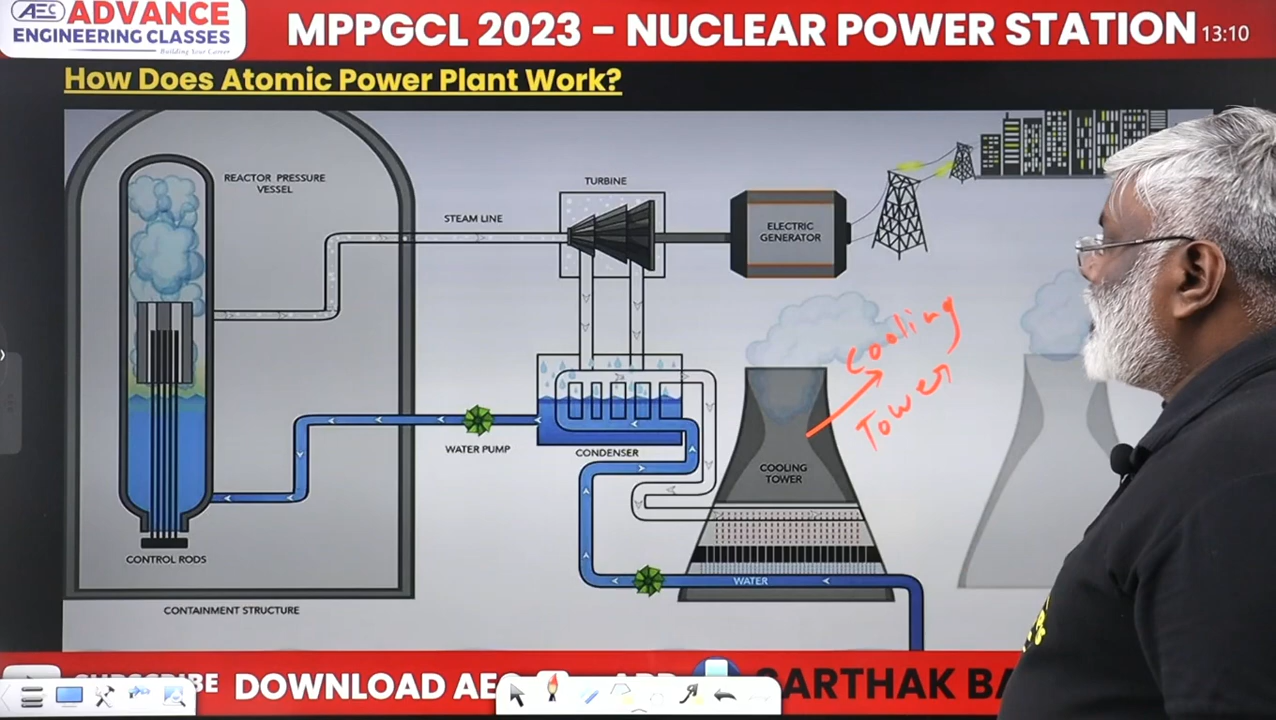 AEC ADVANCE
ENGINEERING CLASSES
Building Your Career
MPPGCL 2023 – NUCLEAR POWER STATION
13:10
How Does Atomic Power Plant Work?
REACTOR PRESSURE
VESSEL
STEAM LINE
TURBINE
ELECTRIC
GENERATOR
cooling
Tower
WATER PUMP
CONDENSER
COOLING
TOWER
CONTROL RODS
WATER
CONTAINMENT STRUCTURE
DOWNLOAD AEC